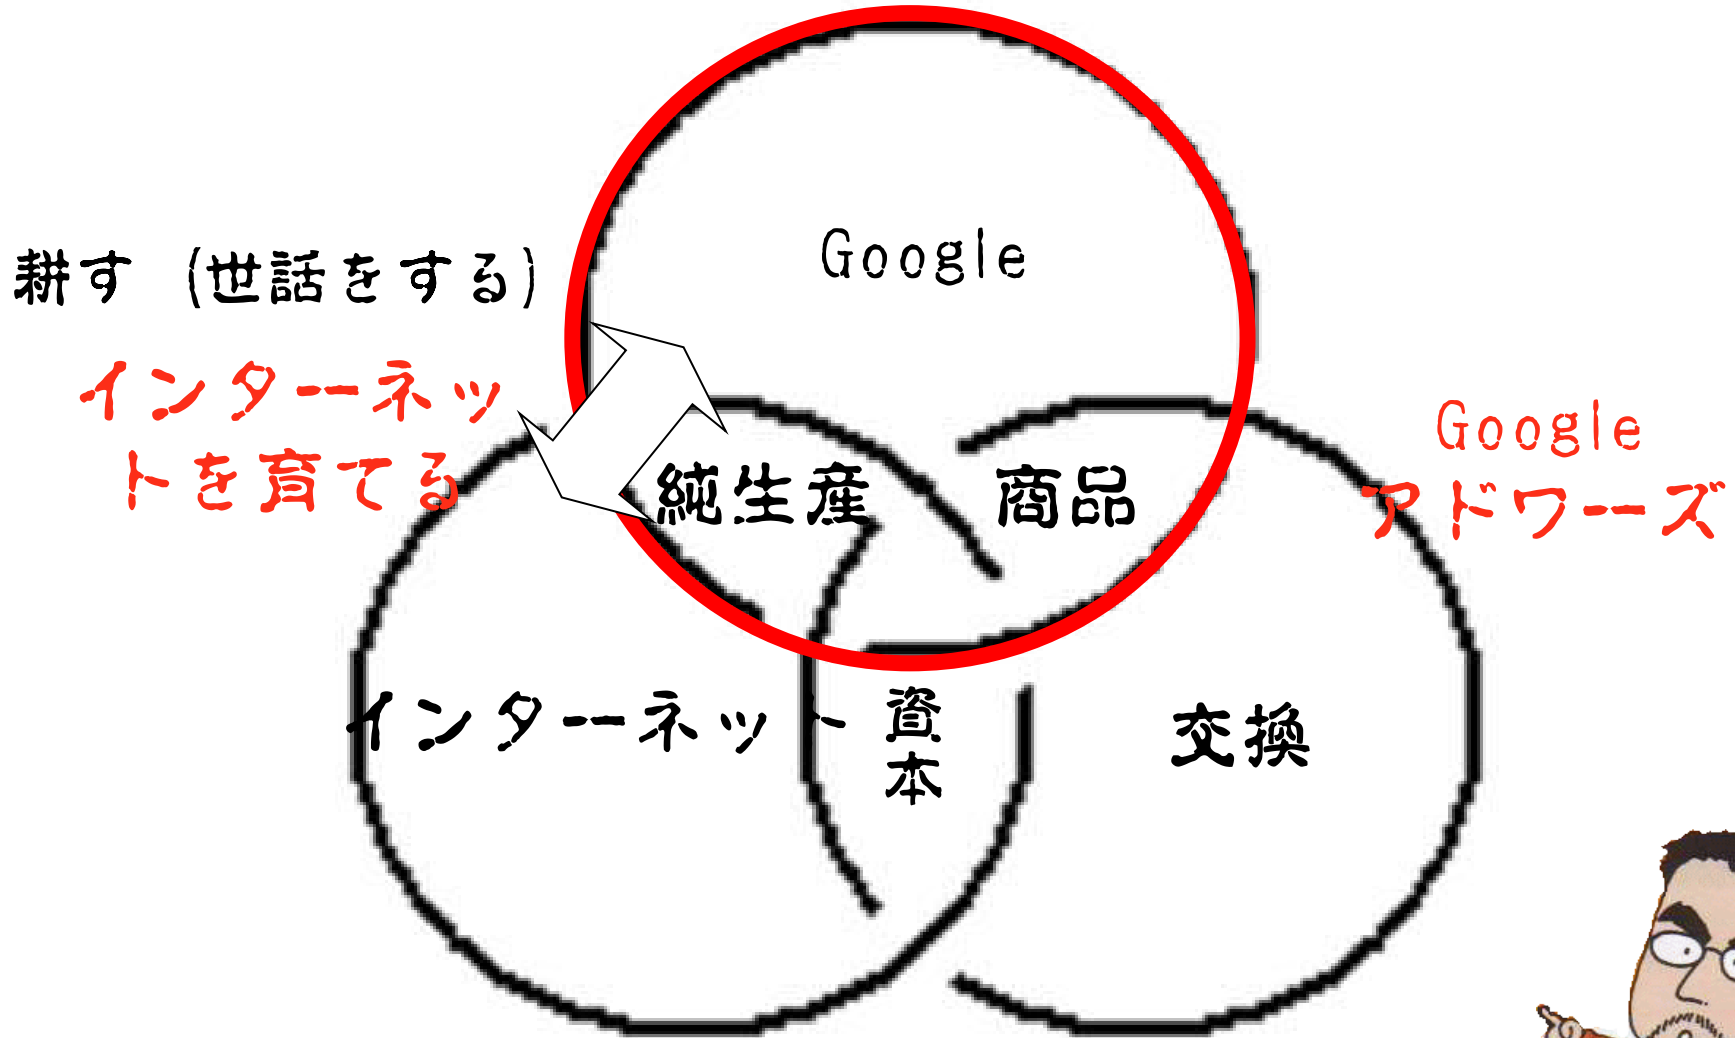 Google
耕す (世話をする)
インターネッ
トを育てる
Google
アドワーズ
純生産
商品
インターネット
資
本
交換